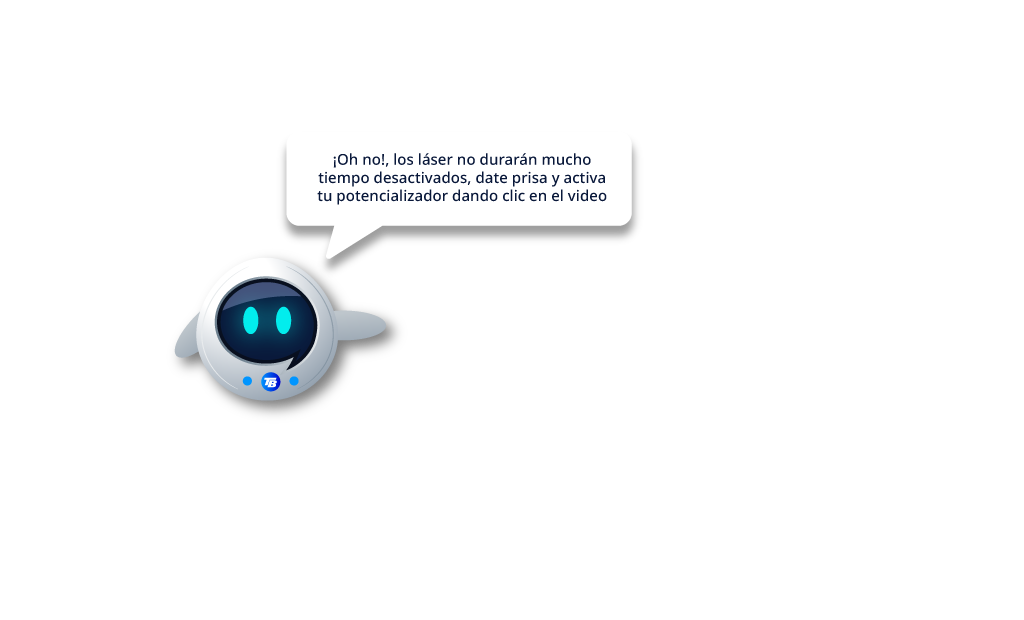 ¡Oh no!, los láser no durarán mucho
tiempo desactivados, date prisa y activa
tu potencializador dando clic en el video
TB